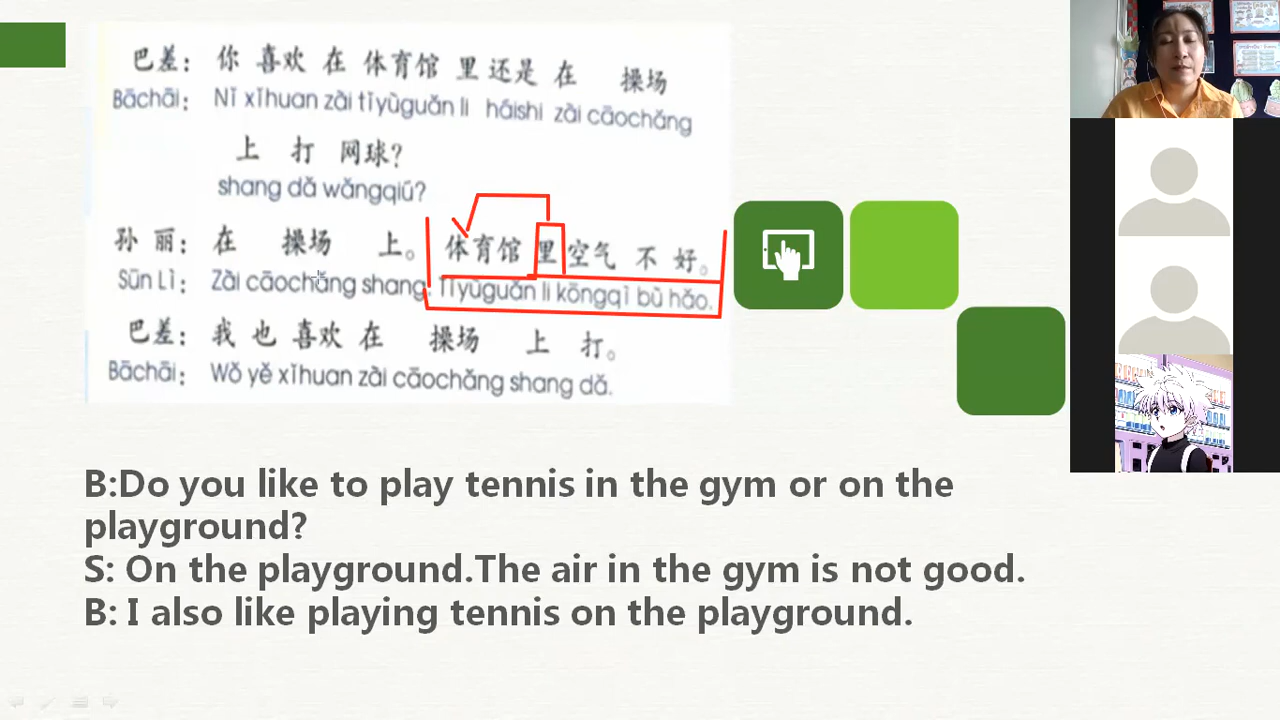 巴差： 你 喜欢 在 体育馆 里 还是 在 操场
Bāchāi： Nǐ xǐhuan zài tǐyùguǎn li háishi zài cāochǎng
上 打 网球？
shang dǎ wǎngqiú?
孙 丽： 在 操场 上。 体育馆 里 空气 不 好。
Sūn Lì： Zài cāochǎng shang. Tǐyùguǎn li kōngqì bù hǎo.
巴差： 我 也 喜欢 在 操场 上 打。
Bāchāi： Wǒ yě xǐhuan zài cāochǎng shang dǎ.
B:Do you like to play tennis in the gym or on the
playground?
S: On the playground.The air in the gym is not good.
B: I also like playing tennis on the playground.